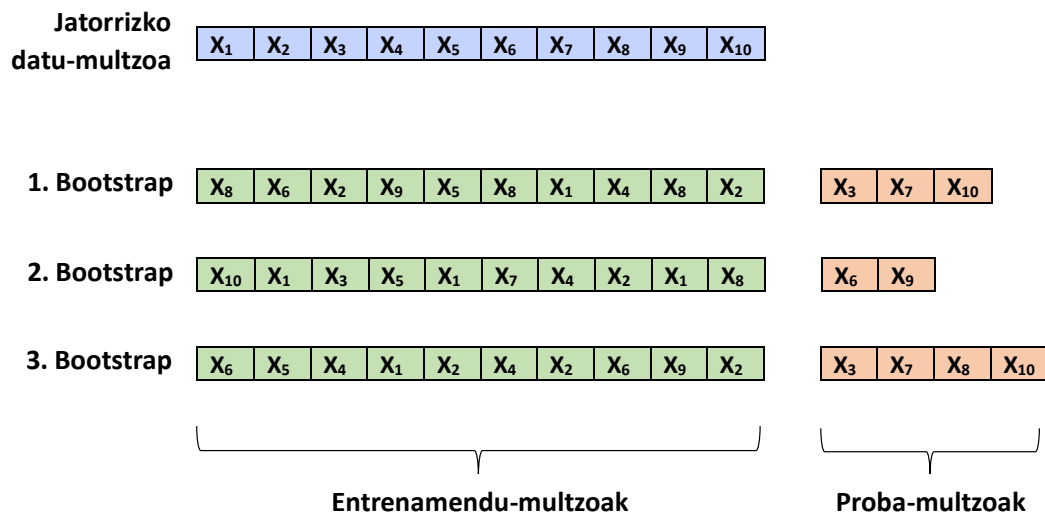 Jatorrizko
datu-multzoa
X₁ X₂ X₃ X₄ X₅ X₆ X₇ X₈ X₉ X₁₀
1. Bootstrap X₈ X₆ X₂ X₉ X₅ X₈ X₁ X₄ X₈ X₂ X₃ X₇ X₁₀
2. Bootstrap X₁₀ X₁ X₃ X₅ X₁ X₇ X₄ X₂ X₁ X₈ X₆ X₉
3. Bootstrap X₆ X₅ X₄ X₁ X₂ X₄ X₂ X₆ X₉ X₂ X₃ X₇ X₈ X₁₀
Entrenamendu-multzoak Proba-multzoak